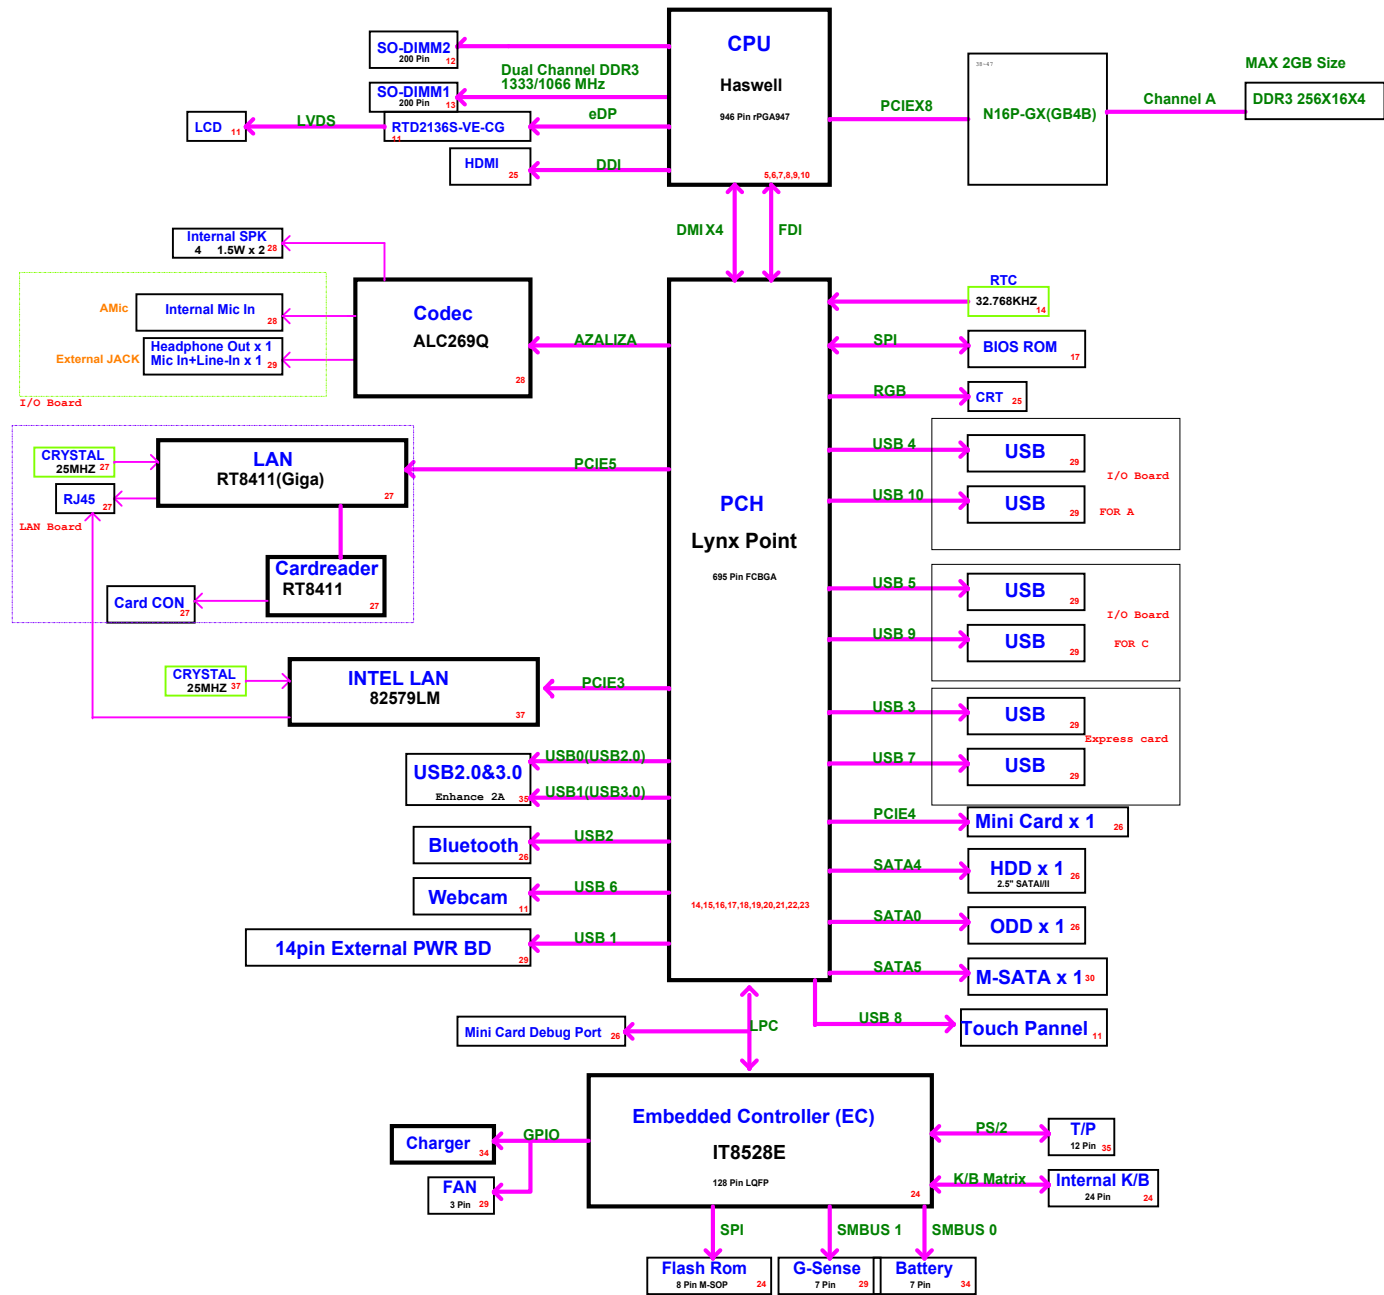 CPU
Haswell
946 Pin rPGA947
5,6,7,8,9,10
SO-DIMM2
200 Pin
12
Dual Channel DDR3
1333/1066 MHz
SO-DIMM1
200 Pin
13
LCD
11
LVDS
RTD2136S-VE-CG
11
eDP
HDMI
25
DDI
PCIEX8
38~47
N16P-GX(GB4B)
Channel A
MAX 2GB Size
DDR3 256X16X4
DMI X4
FDI
Internal SPK
4 1.5W x 2
28
AMic
Internal Mic In
28
External JACK
Headphone Out x 1
Mic In+Line-In x 1
29
I/O Board
Codec
ALC269Q
28
AZALIZA
RTC
32.768KHZ
14
SPI
BIOS ROM
17
RGB
CRT
25
CRYSTAL
25MHZ
27
RJ45
27
LAN Board
LAN
RT8411(Giga)
27
PCIE5
Cardreader
RT8411
27
Card CON
27
PCH
Lynx Point
695 Pin FCBGA
14,15,16,17,18,19,20,21,22,23
USB 4
USB
29
I/O Board
USB 10
USB
29
FOR A
USB 5
USB
29
I/O Board
USB 9
USB
29
FOR C
USB 3
USB
29
Express card
USB 7
USB
29
CRYSTAL
25MHZ
37
INTEL LAN
82579LM
37
PCIE3
USB2.0&3.0
Enhance 2A
35
USB0(USB2.0)
USB1(USB3.0)
Bluetooth
26
USB2
Webcam
11
USB 6
14pin External PWR BD
29
USB 1
PCIE4
Mini Card x 1
26
SATA4
HDD x 1
2.5" SATAI/II
26
SATA0
ODD x 1
26
SATA5
M-SATA x 1
30
USB 8
Touch Pannel
11
Mini Card Debug Port
26
LPC
Embedded Controller (EC)
IT8528E
128 Pin LQFP
24
Charger
34
GPIO
FAN
3 Pin
29
PS/2
T/P
12 Pin
35
K/B Matrix
Internal K/B
24 Pin
24
SPI
SMBUS 1
SMBUS 0
Flash Rom
8 Pin M-SOP
24
G-Sense
7 Pin
29
Battery
7 Pin
34